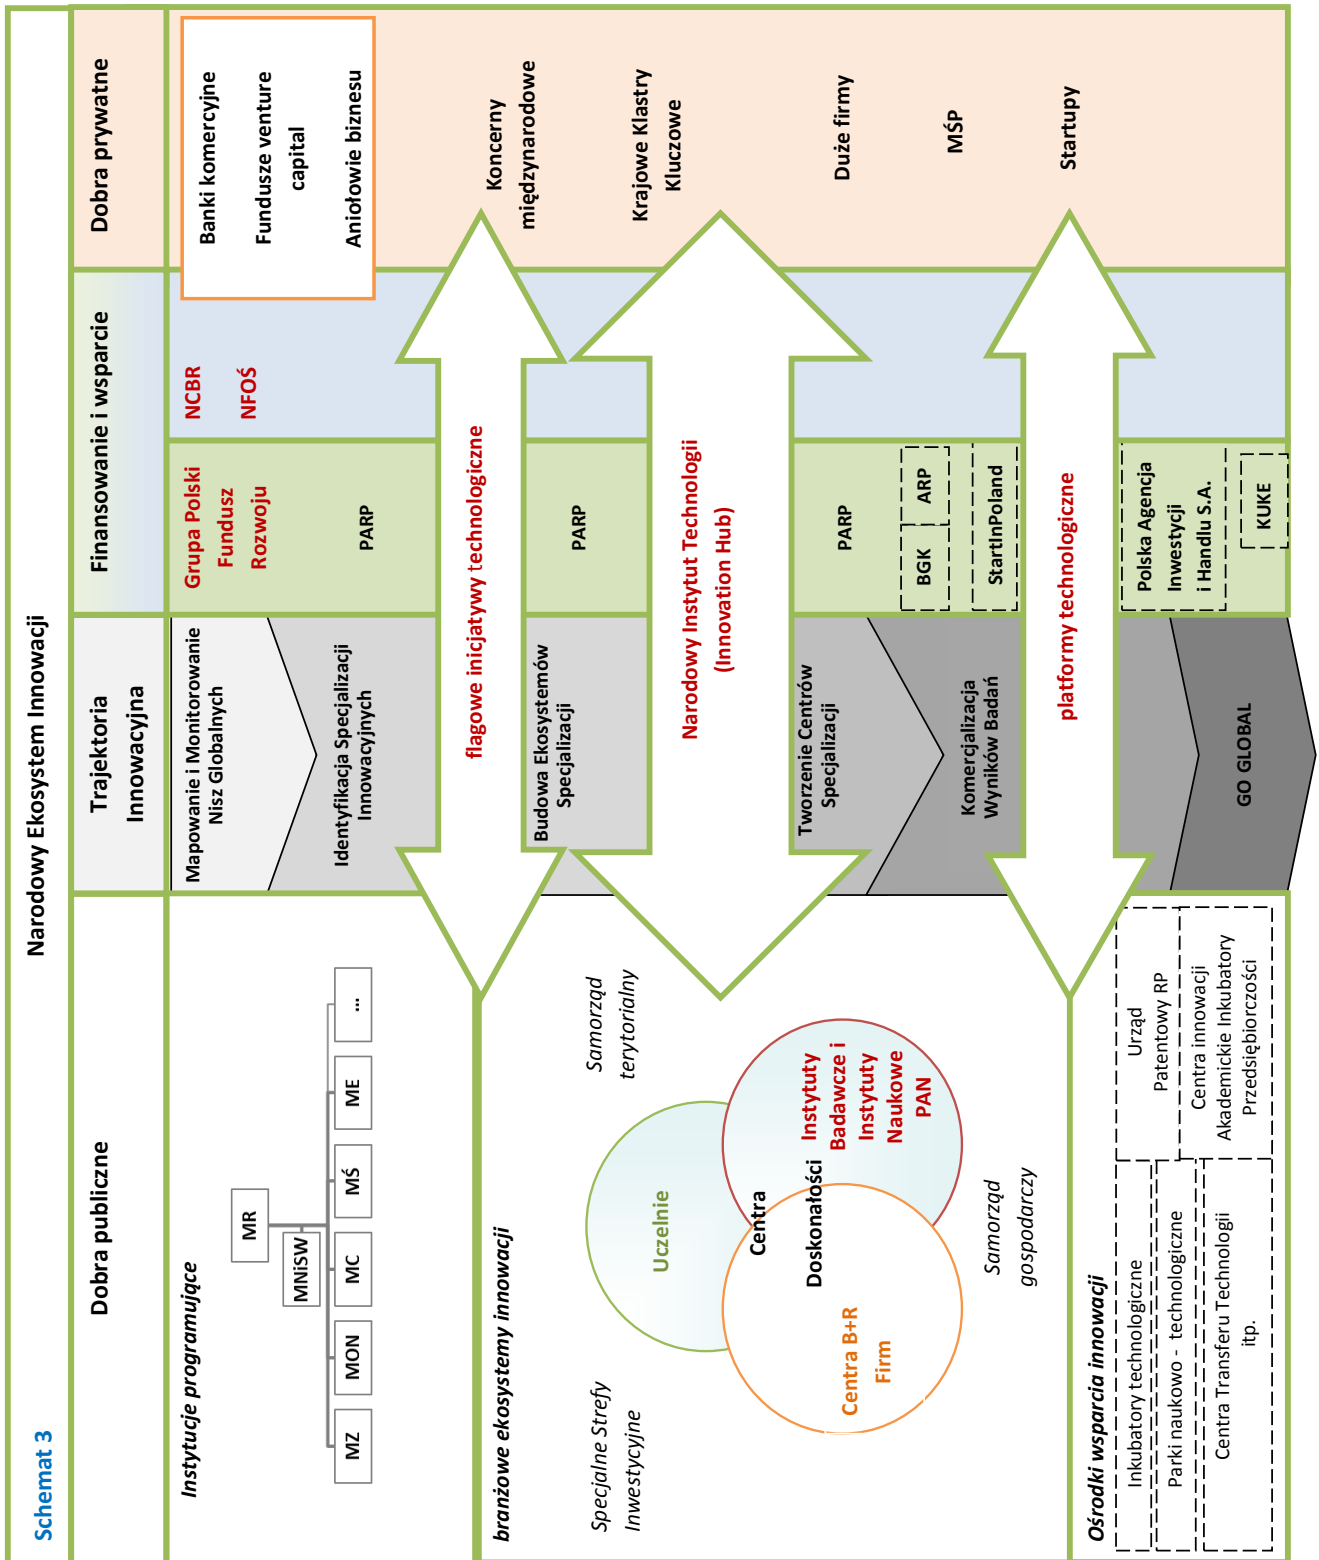 Schemat 3
Narodowy Ekosystem Innowacji
Dobra publiczne
Trajektoria
Innowacyjna
Finansowanie i wsparcie
Dobra prywatne
Instytucje programujące
MR
MNiSW
MZ
MON
MC
MŚ
ME
...
branżowe ekosystemy innowacji
Specjalne Strefy
Inwestycyjne
Samorząd
terytorialny
Uczelnie
Centra
Doskonałości
Centra B+R
Firm
Instytuty
Badawcze i
Instytuty
Naukowe
PAN
Samorząd
gospodarczy
Ośrodki wsparcia innowacji
Inkubatory technologiczne
Parki naukowo - technologiczne
Centra Transferu Technologii
itp.
Urząd
Patentowy RP
Centra innowacji
Akademickie Inkubatory
Przedsiębiorczości
Mapowanie i Monitorowanie
Nisz Globalnych
Identyfikacja Specjalizacji
Innowacyjnych
flagowe inicjatywy technologiczne
Budowa Ekosystemów
Specjalizacji
Narodowy Instytut Technologii
(Innovation Hub)
Tworzenie Centrów
Specjalizacji
Komercjalizacja
Wyników Badań
platformy technologiczne
GO GLOBAL
Grupa Polski
Fundusz
Rozwoju
PARP
PARP
PARP
BGK
ARP
StartInPoland
Polska Agencja
Inwestycji
i Handlu S.A.
KUKE
NCBR
NFOŚ
Banki komercyjne
Fundusze venture
capital
Aniołowie biznesu
Koncerny
międzynarodowe
Krajowe Klastry
Kluczowe
Duże firmy
MŚP
Startupy